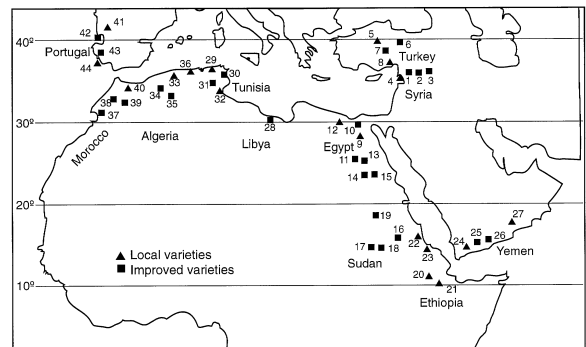 41
42
40º
5
6
Portugal
43
7
Turkey
44
36
29
8
30
40
33
31
Tunisia
4
1
2
3
38
39
34
35
32
Syria
37
30º
28
12
10
Morocco
Algeria
Libya
Egypt
9
11
13
14
15
20º
19
27
16
22
24
25
26
▲ Local varieties
17
18
23
Yemen
■ Improved varieties
Sudan
20
10º
21
Ethiopia